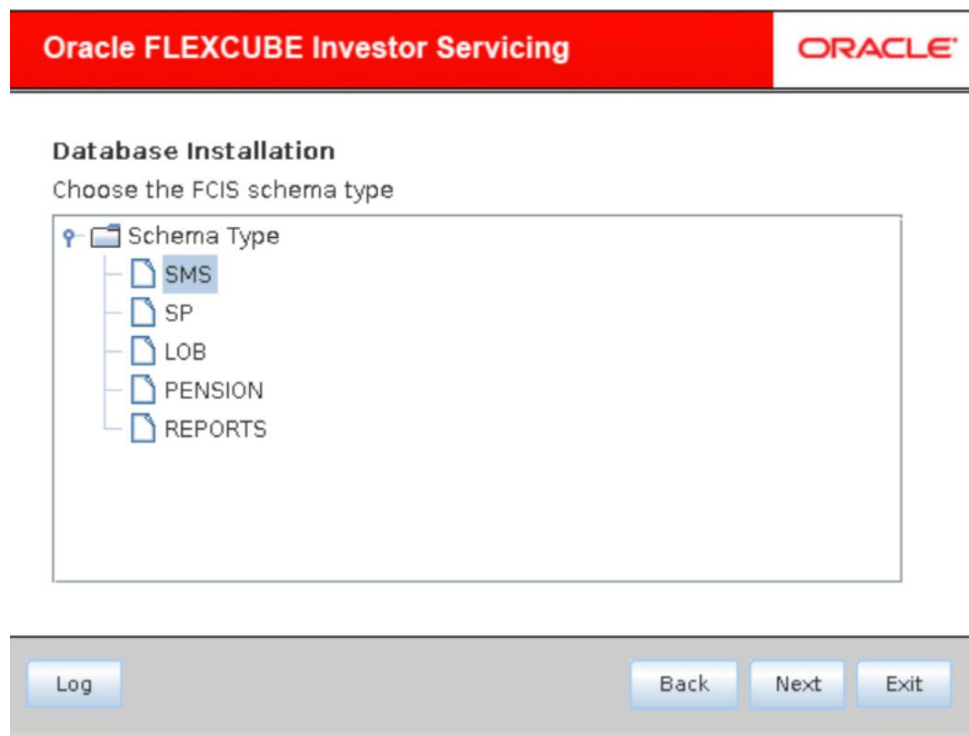 Oracle FLEXCUBE Investor Servicing
ORACLE
Database Installation
Choose the FCIS schema type
Schema Type
SMS
SP
LOB
PENSION
REPORTS
Log
Back
Next
Exit